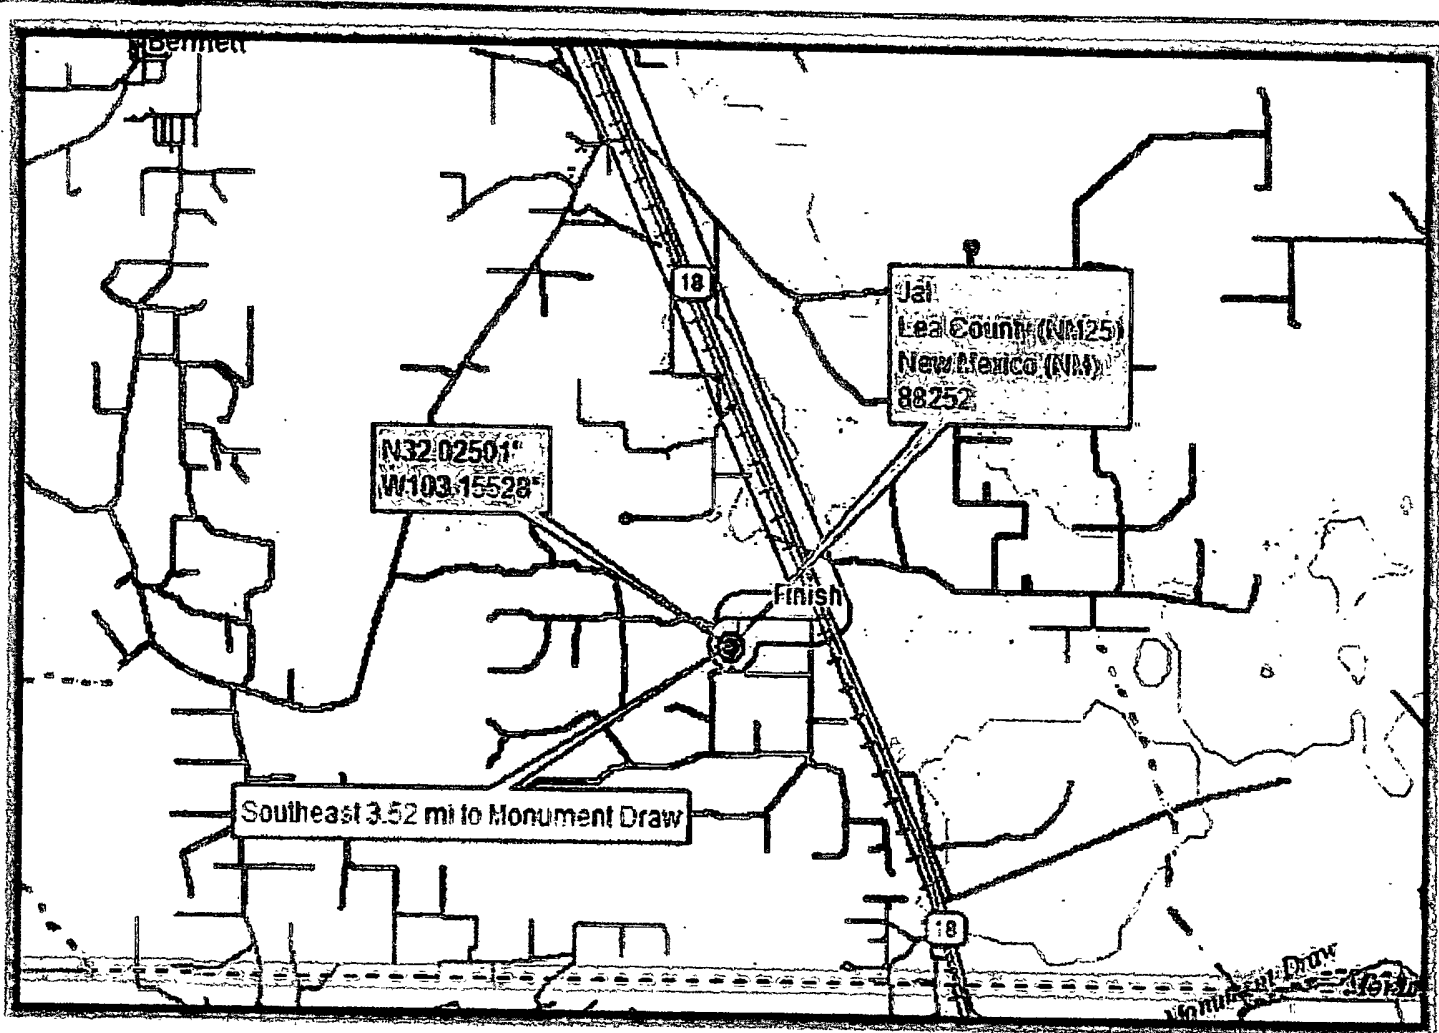 Bennett
18
Jal
Lea County (NM25)
New Mexico (NM)
88252
N32.02501°
W103.15528°
Finish
Southeast 3.52 mi to Monument Draw
18
Monument Draw